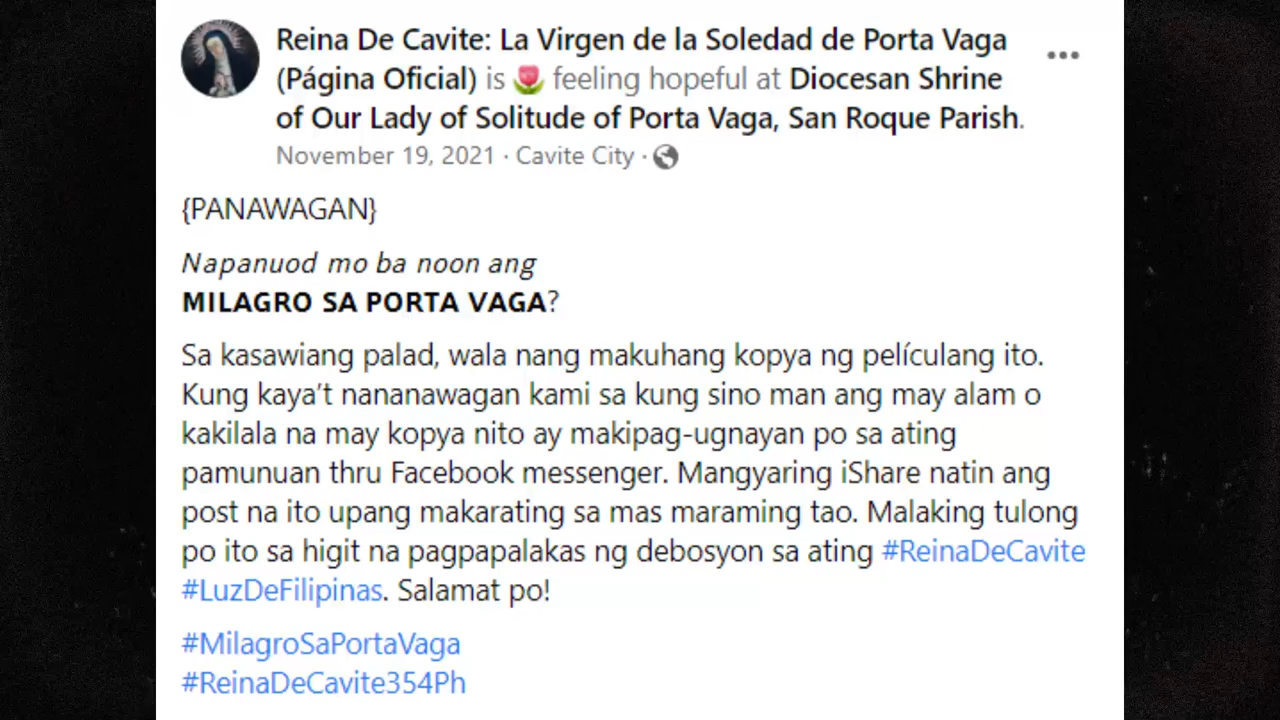 Reina De Cavite: La Virgen de la Soledad de Porta Vaga
(Página Oficial) is 🌷 feeling hopeful at Diocesan Shrine
of Our Lady of Solitude of Porta Vaga, San Roque Parish.
November 19, 2021 · Cavite City ·
{PANAWAGAN}
Napanuod mo ba noon ang
MILAGRO SA PORTA VAGA?
Sa kasawiang palad, wala nang makuhang kopya ng películang ito.
Kung kaya't nananawagan kami sa kung sino man ang may alam o
kakilala na may kopya nito ay makipag-ugnayan po sa ating
pamunuan thru Facebook messenger. Mangyaring iShare natin ang
post na ito upang makarating sa mas maraming tao. Malaking tulong
po ito sa higit na pagpapalakas ng debosyon sa ating #ReinaDeCavite
#LuzDeFilipinas. Salamat po!
#MilagroSaPortaVaga
#ReinaDeCavite354Ph